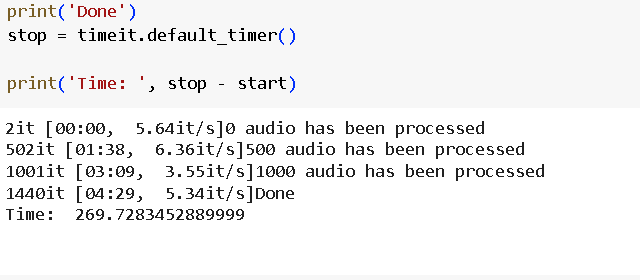 print('Done')
stop = timeit.default_timer()
print('Time: ', stop - start)
2it [00:00,  5.64it/s]0 audio has been processed
502it [01:38,  6.36it/s]500 audio has been processed
1001it [03:09,  3.55it/s]1000 audio has been processed
1440it [04:29,  5.34it/s]Done
Time:  269.7283452889999